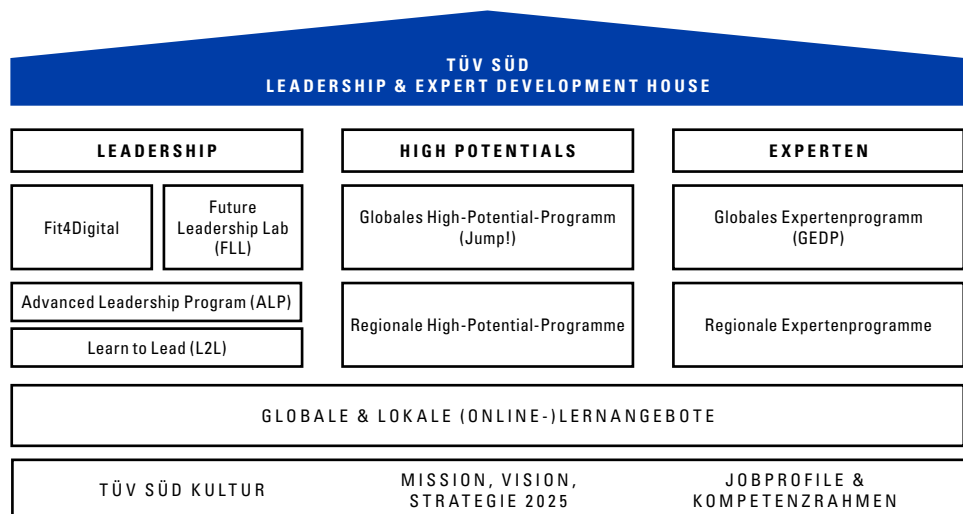 TÜV SÜD
LEADERSHIP & EXPERT DEVELOPMENT HOUSE
LEADERSHIP
HIGH POTENTIALS
EXPERTEN
Fit4Digital
Future
Leadership Lab
(FLL)
Globales High-Potential-Programm
(Jump!)
Globales Expertenprogramm
(GEDP)
Advanced Leadership Program (ALP)
Learn to Lead (L2L)
Regionale High-Potential-Programme
Regionale Expertenprogramme
GLOBALE & LOKALE (ONLINE-)LERNANGEBOTE
TÜV SÜD KULTUR
MISSION, VISION,
STRATEGIE 2025
JOBPROFILE &
KOMPETENZRAHMEN